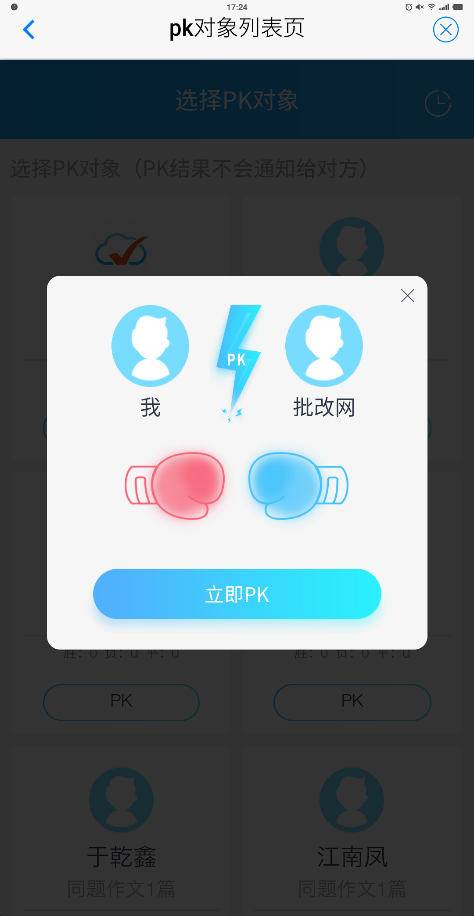 17:24
pk对象列表页
选择PK对象
选择PK对象（PK结果不会通知给对方）
PK
我
批改网
立即PK
胜: 0 负: 0 平: 0
胜: 0 负: 0 平: 0
PK
PK
于乾鑫
江南凤
同题作文1篇
同题作文1篇